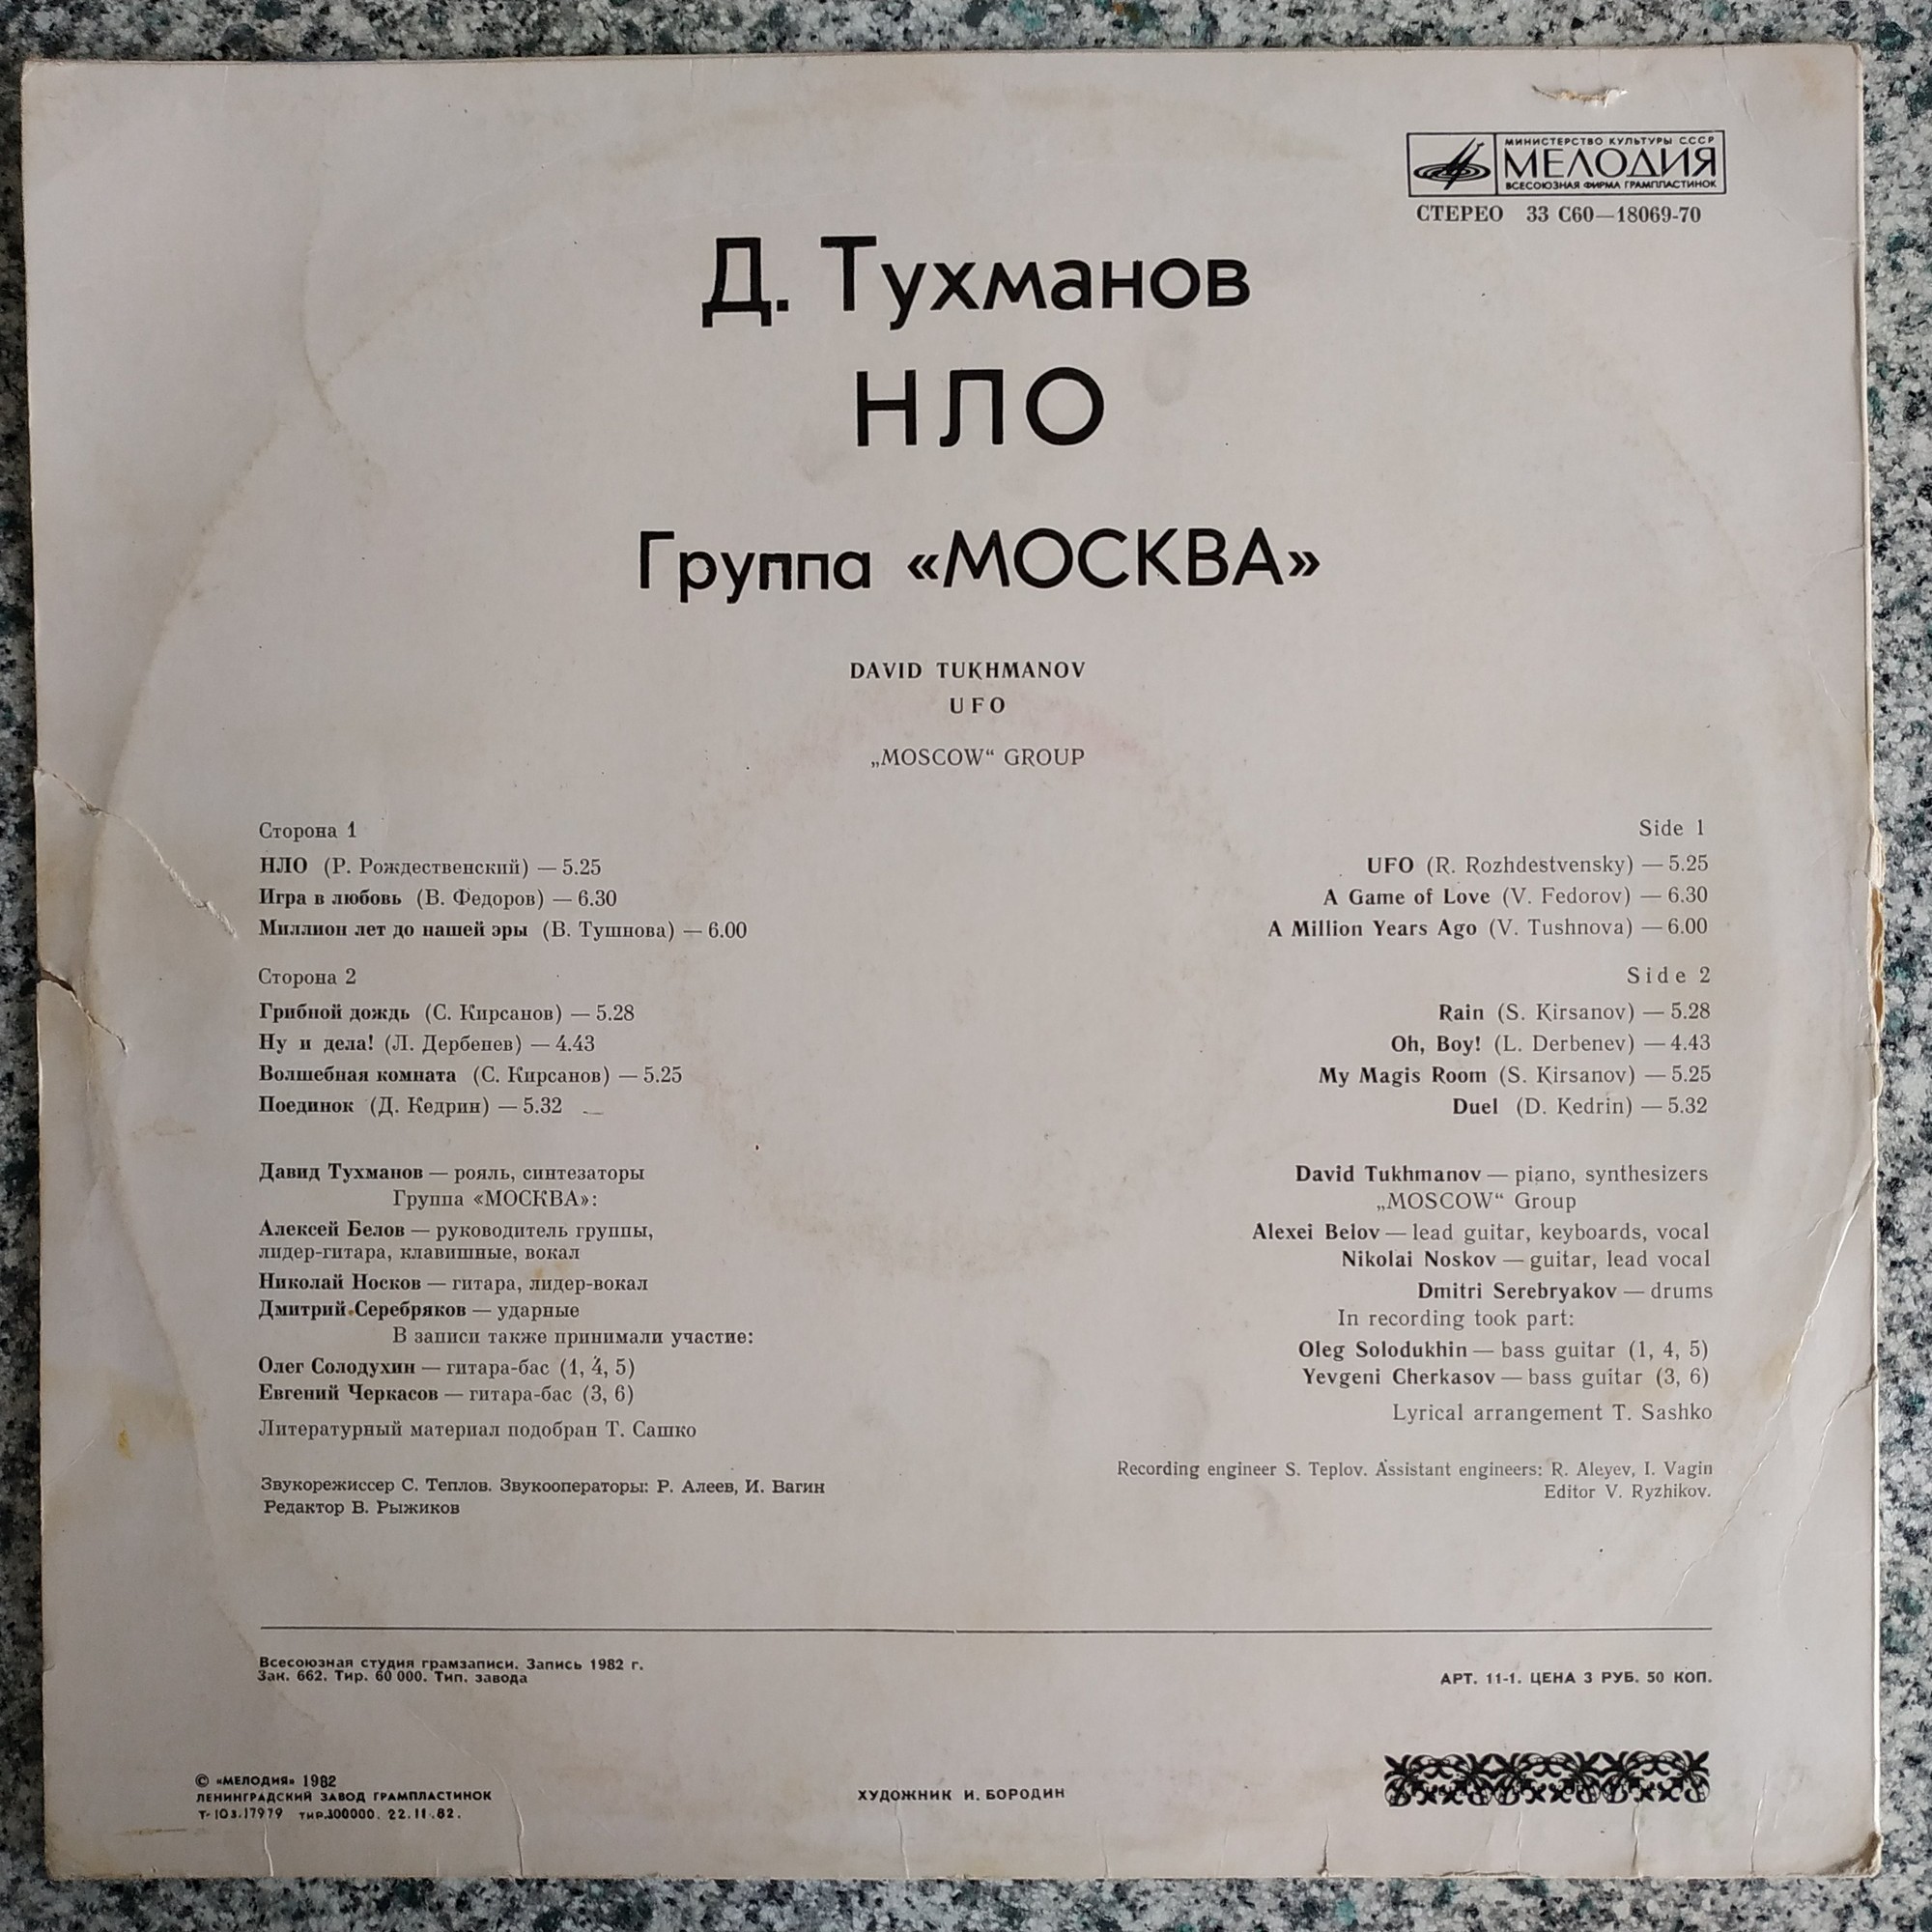 МИНИСТЕРСТВО КУЛЬТУРЫ СССР
МЕЛОДИЯ
ВСЕСОЮЗНАЯ ФИРМА ГРАМПЛАСТИНОК
СТЕРЕО 33 С60—18069-70
Д. Тухманов
НЛО
Группа «МОСКВА»
DAVID TUKHMANOV
UFO
„MOSCOW“ GROUP
Сторона 1
НЛО (Р. Рождественский) — 5.25
Игра в любовь (В. Федоров) — 6.30
Миллион лет до нашей эры (В. Тушнова) — 6.00
Сторона 2
Грибной дождь (С. Кирсанов) — 5.28
Ну и дела! (Л. Дербенев) — 4.43
Волшебная комната (С. Кирсанов) — 5.25
Поединок (Д. Кедрин) — 5.32
Давид Тухманов — рояль, синтезаторы
Группа «МОСКВА»:
Алексей Белов — руководитель группы,
лидер-гитара, клавишные, вокал
Николай Носков — гитара, лидер-вокал
Дмитрий Серебряков — ударные
В записи также принимали участие:
Олег Солодухин — гитара-бас (1, 4, 5)
Евгений Черкасов — гитара-бас (3, 6)
Литературный материал подобран Т. Сашко
Звукорежиссер С. Теплов. Звукооператоры: Р. Алеев, И. Вагин
Редактор В. Рыжиков
Side 1
UFO (R. Rozhdestvensky) — 5.25
A Game of Love (V. Fedorov) — 6.30
A Million Years Ago (V. Tushnova) — 6.00
Side 2
Rain (S. Kirsanov) — 5.28
Oh, Boy! (L. Derbenev) — 4.43
My Magis Room (S. Kirsanov) — 5.25
Duel (D. Kedrin) — 5.32
David Tukhmanov — piano, synthesizers
„MOSCOW“ Group
Alexei Belov — lead guitar, keyboards, vocal
Nikolai Noskov — guitar, lead vocal
Dmitri Serebryakov — drums
In recording took part:
Oleg Solodukhin — bass guitar (1, 4, 5)
Yevgeni Cherkasov — bass guitar (3, 6)
Lyrical arrangement T. Sashko
Recording engineer S. Teplov. Assistant engineers: R. Aleyev, I. Vagin
Editor V. Ryzhikov.
Всесоюзная студия грамзаписи. Запись 1982 г.
Зак. 662. Тир. 60 000. Тип. завода
АРТ. 11-1. ЦЕНА 3 РУБ. 50 КОП.
© «МЕЛОДИЯ» 1982
ЛЕНИНГРАДСКИЙ ЗАВОД ГРАМПЛАСТИНОК
Т-103.17979 тир.300000. 22.11.82.
ХУДОЖНИК И. БОРОДИН